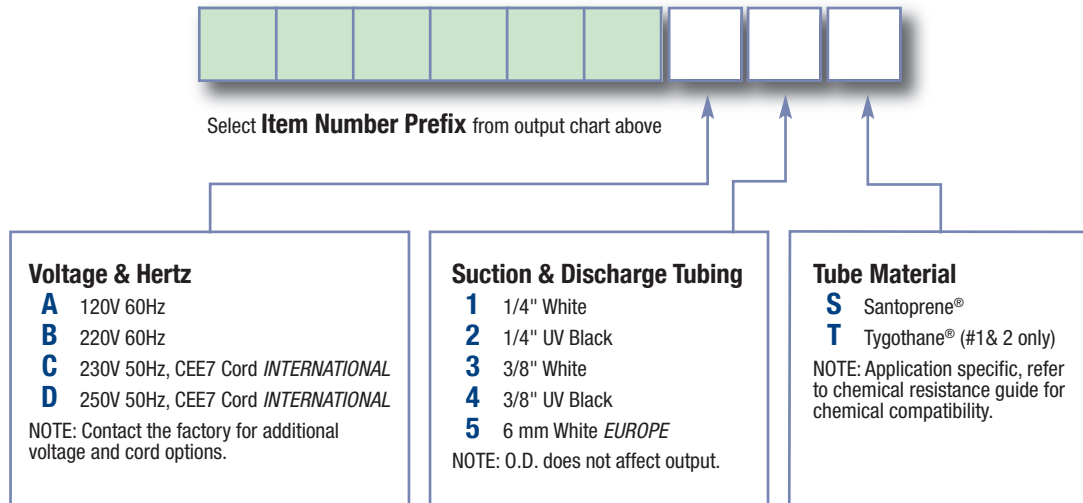 Select Item Number Prefix from output chart above
Voltage & Hertz
A 120V 60Hz
B 220V 60Hz
C 230V 50Hz, CEE7 Cord INTERNATIONAL
D 250V 50Hz, CEE7 Cord INTERNATIONAL
NOTE: Contact the factory for additional
voltage and cord options.
Suction & Discharge Tubing
1 1/4" White
2 1/4" UV Black
3 3/8" White
4 3/8" UV Black
5 6 mm White EUROPE
NOTE: O.D. does not affect output.
Tube Material
S Santoprene®
T Tygothane® (#1& 2 only)
NOTE: Application specific, refer
to chemical resistance guide for
chemical compatibility.